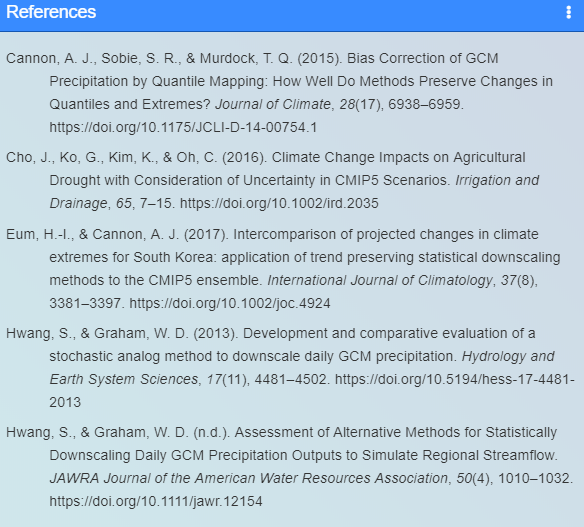 References
Cannon, A. J., Sobie, S. R., & Murdock, T. Q. (2015). Bias Correction of GCM
Precipitation by Quantile Mapping: How Well Do Methods Preserve Changes in
Quantiles and Extremes? Journal of Climate, 28(17), 6938–6959.
https://doi.org/10.1175/JCLI-D-14-00754.1
Cho, J., Ko, G., Kim, K., & Oh, C. (2016). Climate Change Impacts on Agricultural
Drought with Consideration of Uncertainty in CMIP5 Scenarios. Irrigation and
Drainage, 65, 7–15. https://doi.org/10.1002/ird.2035
Eum, H.-I., & Cannon, A. J. (2017). Intercomparison of projected changes in climate
extremes for South Korea: application of trend preserving statistical downscaling
methods to the CMIP5 ensemble. International Journal of Climatology, 37(8),
3381–3397. https://doi.org/10.1002/joc.4924
Hwang, S., & Graham, W. D. (2013). Development and comparative evaluation of a
stochastic analog method to downscale daily GCM precipitation. Hydrology and
Earth System Sciences, 17(11), 4481–4502. https://doi.org/10.5194/hess-17-4481-
2013
Hwang, S., & Graham, W. D. (n.d.). Assessment of Alternative Methods for Statistically
Downscaling Daily GCM Precipitation Outputs to Simulate Regional Streamflow.
JAWRA Journal of the American Water Resources Association, 50(4), 1010–1032.
https://doi.org/10.1111/jawr.12154